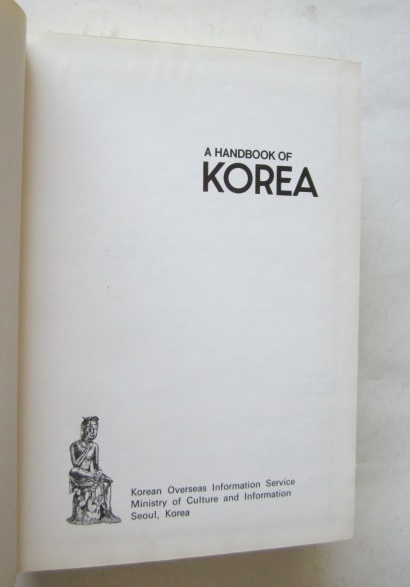 A HANDBOOK OF
KOREA
Korean Overseas Information Service
Ministry of Culture and Information
Seoul, Korea